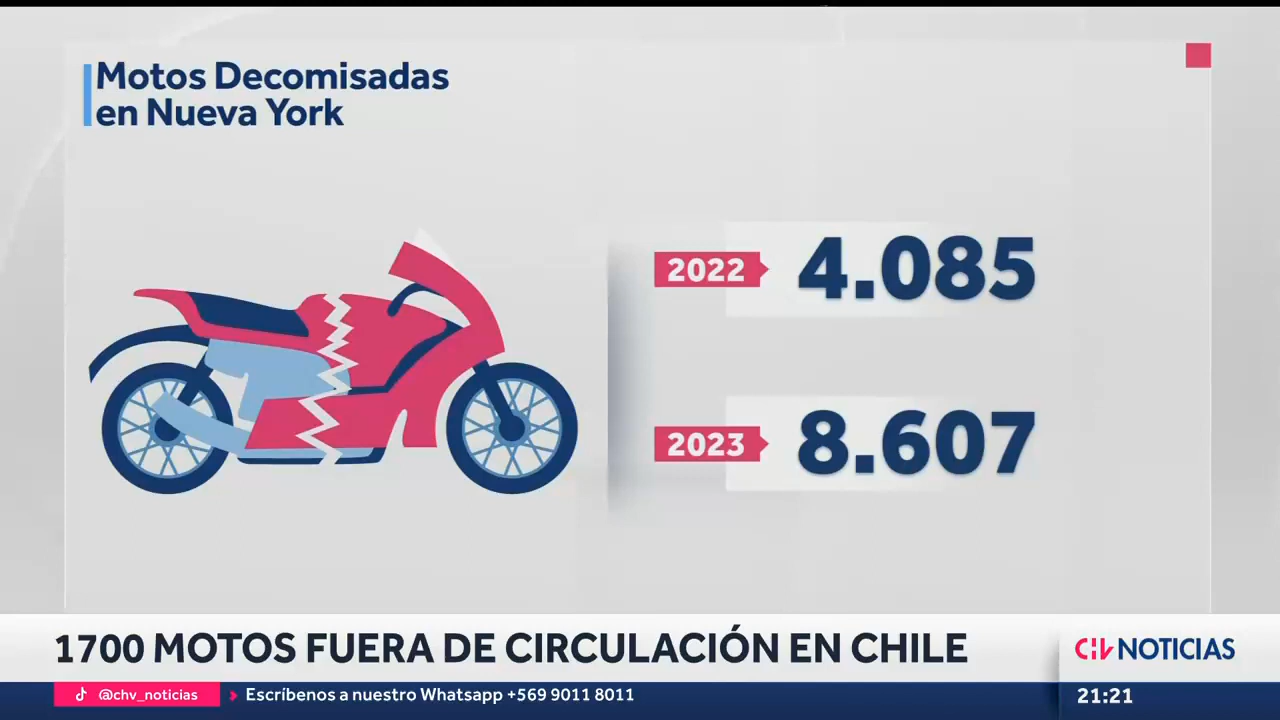 Motos Decomisadas
en Nueva York
2022 4.085
2023 8.607
1700 MOTOS FUERA DE CIRCULACIÓN EN CHILE
CHV NOTICIAS
@chv_noticias Escríbenos a nuestro Whatsapp +569 9011 8011
21:21